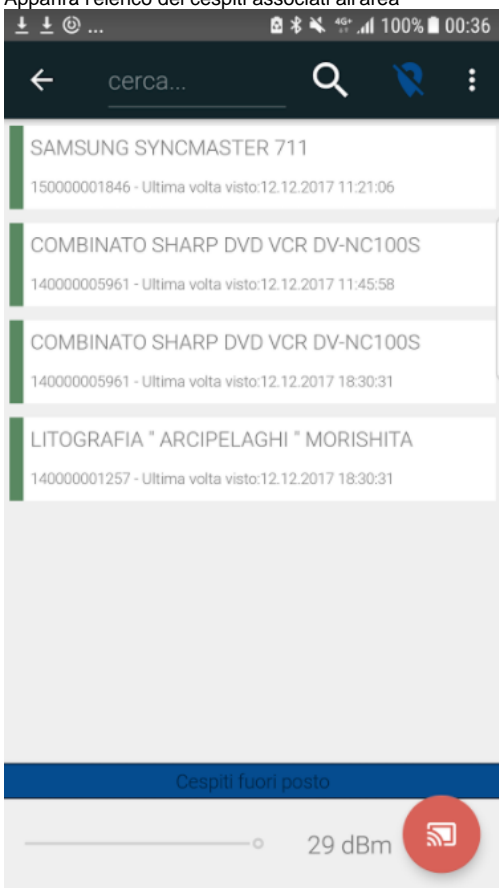 Apparirà l'elenco dei cespiti associati all'area
... 4G+ 100% 00:36
cerca...
SAMSUNG SYNCMASTER 711
150000001846 - Ultima volta visto:12.12.2017 11:21:06
COMBINATO SHARP DVD VCR DV-NC100S
140000005961 - Ultima volta visto:12.12.2017 11:45:58
COMBINATO SHARP DVD VCR DV-NC100S
140000005961 - Ultima volta visto:12.12.2017 18:30:31
LITOGRAFIA " ARCIPELAGHI " MORISHITA
140000001257 - Ultima volta visto:12.12.2017 18:30:31
Cespiti fuori posto
29 dBm